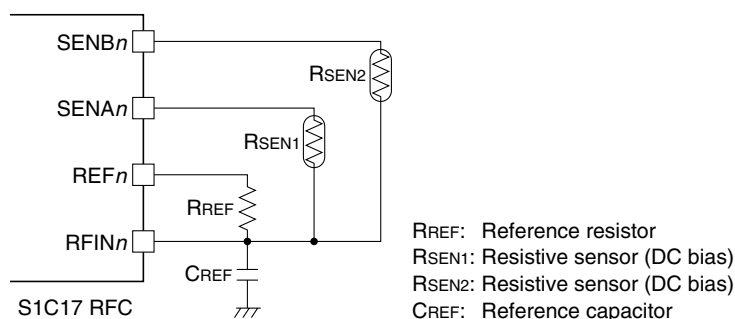 SENBn
RSEN2
SENAn
RSEN1
REFn
RREF
RFINn
CREF
S1C17 RFC
RREF: Reference resistor
RSEN1: Resistive sensor (DC bias)
RSEN2: Resistive sensor (DC bias)
CREF: Reference capacitor